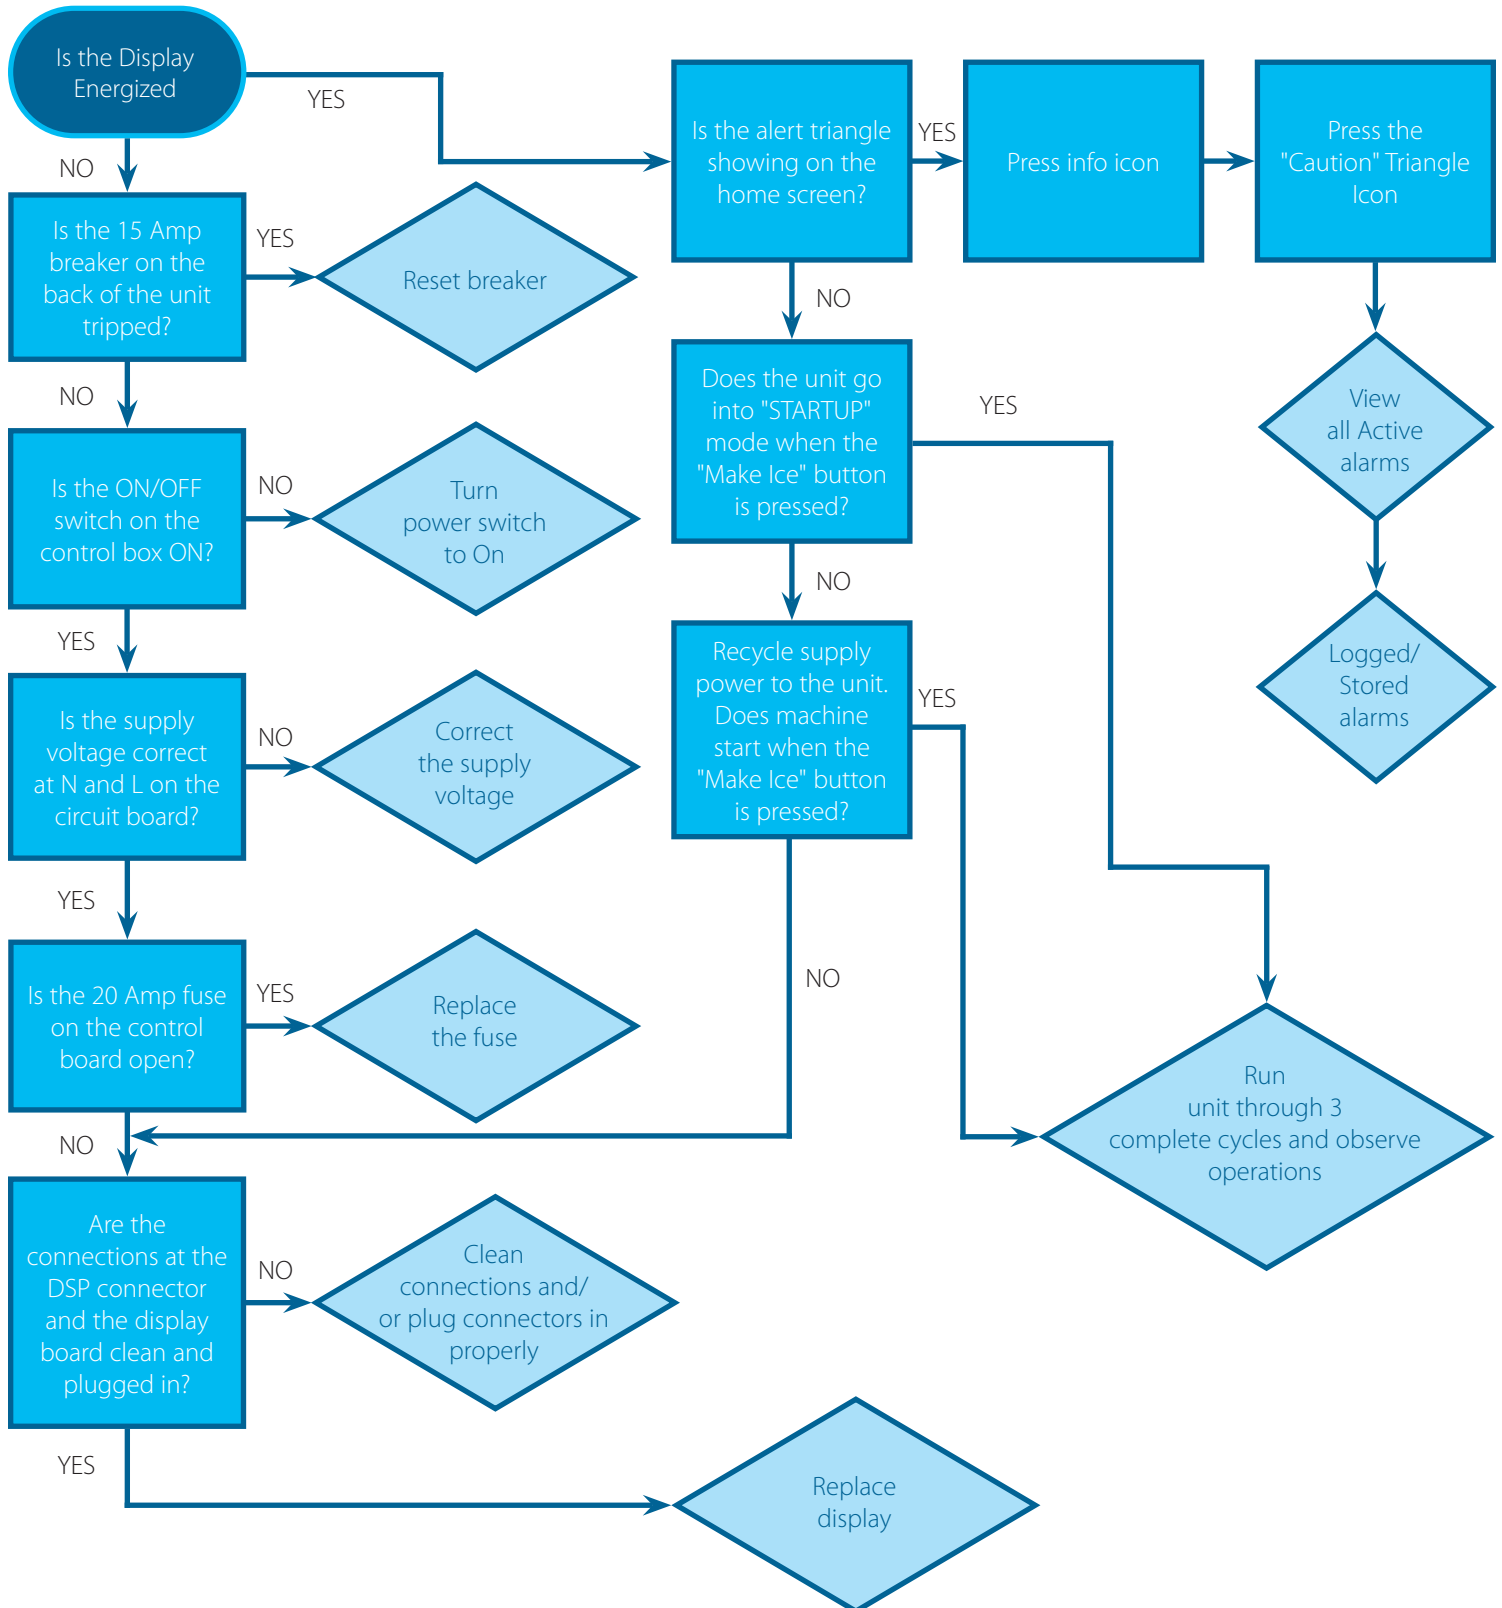 Is the Display
Energized
YES
NO
Is the alert triangle
showing on the
home screen?
YES
Press info icon
Press the
"Caution" Triangle
Icon
Is the 15 Amp
breaker on the
back of the unit
tripped?
YES
Reset breaker
NO
NO
Is the ON/OFF
switch on the
control box ON?
NO
Turn
power switch
to On
Does the unit go
into "STARTUP"
mode when the
"Make Ice" button
is pressed?
YES
View
all Active
alarms
NO
YES
Is the supply
voltage correct
at N and L on the
circuit board?
NO
Correct
the supply
voltage
Recycle supply
power to the unit.
Does machine
start when the
"Make Ice" button
is pressed?
YES
Logged/
Stored
alarms
YES
NO
Is the 20 Amp fuse
on the control
board open?
YES
Replace
the fuse
Run
unit through 3
complete cycles and observe
operations
NO
Are the
connections at the
DSP connector
and the display
board clean and
plugged in?
NO
Clean
connections and/
or plug connectors in
properly
YES
Replace
display